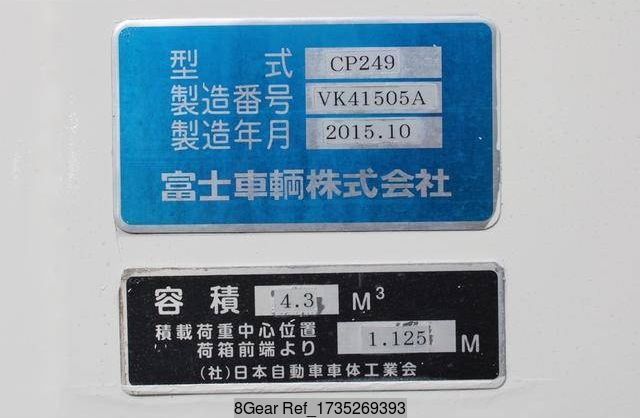 型 式 CP249
製造番号 VK41505A
製造年月 2015.10
富士車輌株式会社
容積 4.3 M³
積載荷重中心位置
荷箱前端より 1.125 M
(社)日本自動車車体工業会
8Gear Ref_1735269393